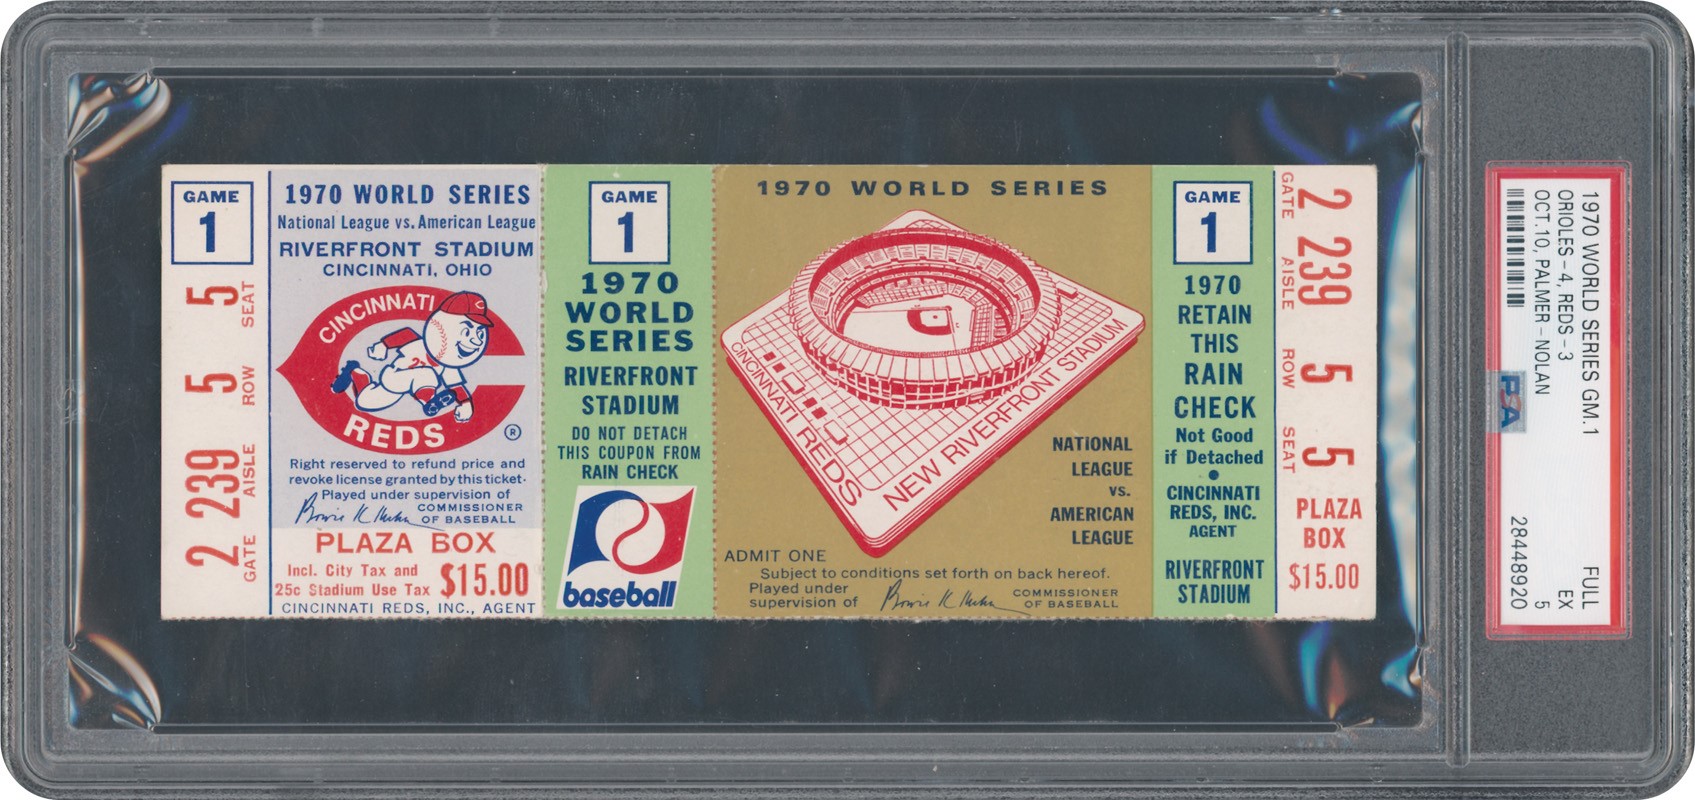 GAME
1
SEAT 5
ROW 5
AISLE 239
GATE 2
1970 WORLD SERIES
National League vs. American League
RIVERFRONT STADIUM
CINCINNATI, OHIO
CINCINNATI
REDS
®
Right reserved to refund price and
revoke license granted by this ticket.
Played under supervision of
Bowie K. Kuhn COMMISSIONER
OF BASEBALL
PLAZA BOX
Incl. City Tax and
25c Stadium Use Tax $15.00
CINCINNATI REDS, INC., AGENT
GAME
1
1970
WORLD
SERIES
RIVERFRONT
STADIUM
DO NOT DETACH
THIS COUPON FROM
RAIN CHECK
baseball
1970 WORLD SERIES
CINCINNATI REDS
NEW RIVERFRONT STADIUM
NATIONAL
LEAGUE
vs.
AMERICAN
LEAGUE
ADMIT ONE
Subject to conditions set forth on back hereof.
Played under
supervision of Bowie K. Kuhn COMMISSIONER
OF BASEBALL
GAME
1
1970
RETAIN
THIS
RAIN
CHECK
Not Good
if Detached
•
CINCINNATI
REDS, INC.
AGENT
RIVERFRONT
STADIUM
GATE 2
AISLE 239
ROW 5
SEAT 5
PLAZA
BOX
$15.00
1970 WORLD SERIES GM.1 FULL
ORIOLES-4, REDS-3 EX
OCT.10, PALMER-NOLAN 5
PSA
28448920